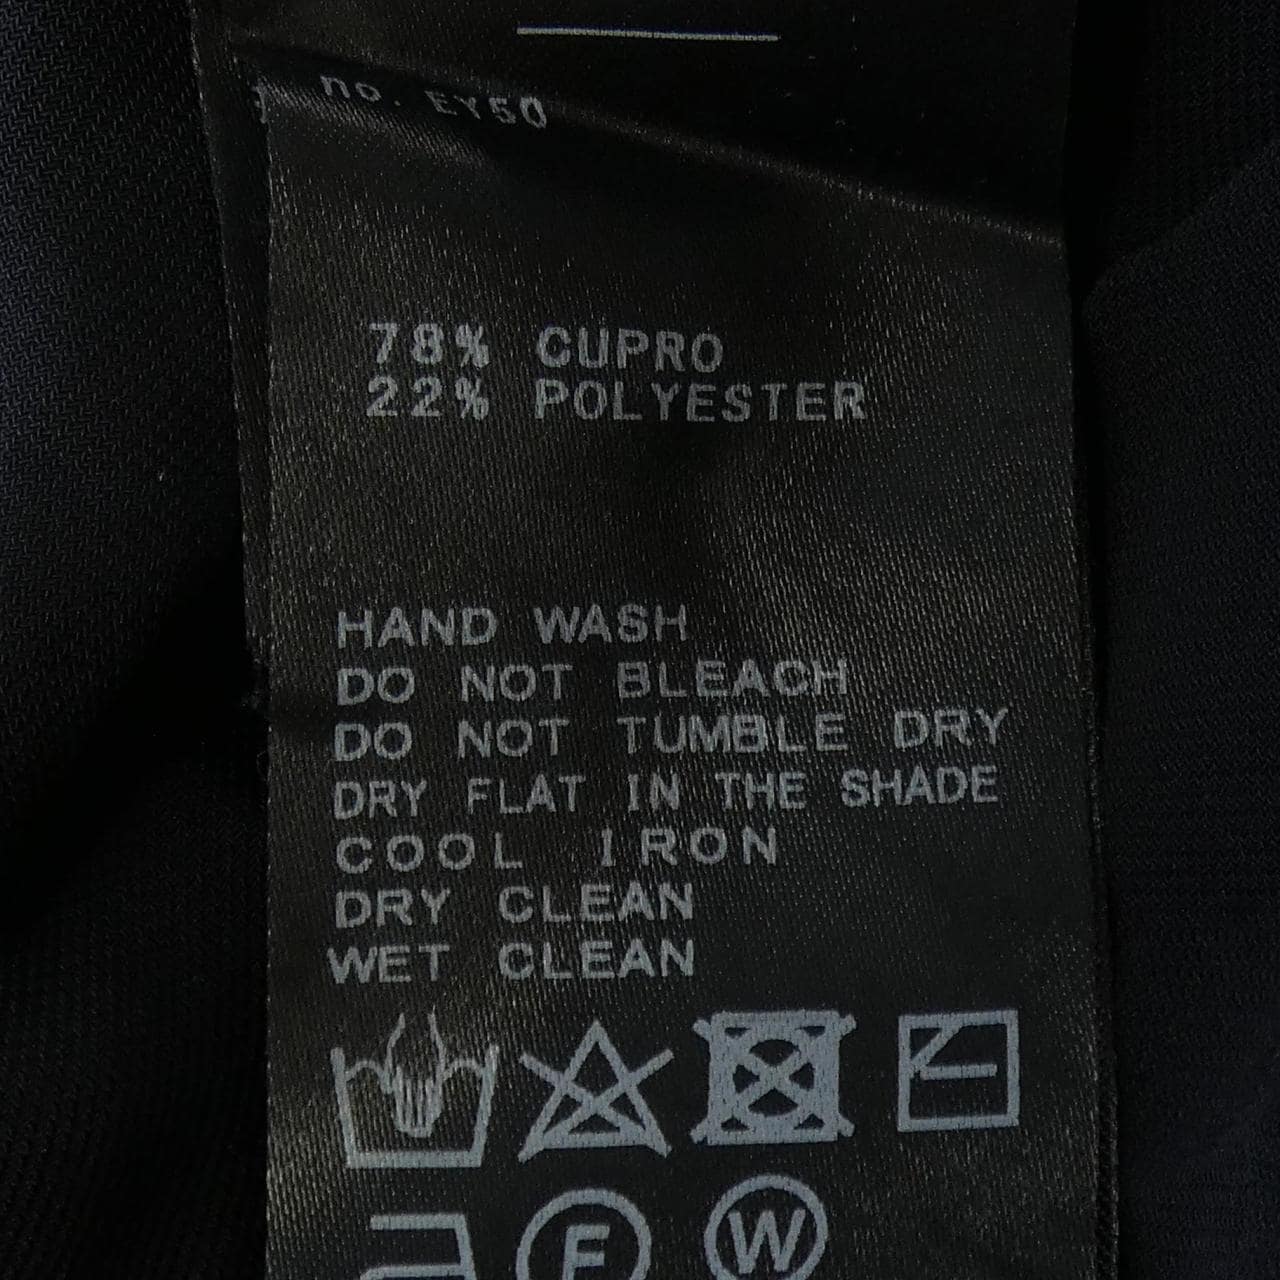 no. EY50
78% CUPRO
22% POLYESTER
HAND WASH
DO NOT BLEACH
DO NOT TUMBLE DRY
DRY FLAT IN THE SHADE
COOL IRON
DRY CLEAN
WET CLEAN
F W